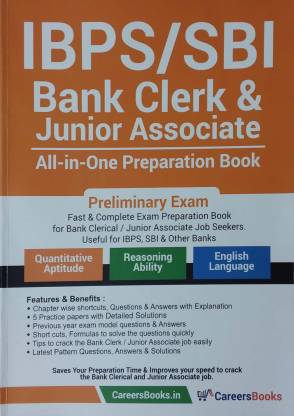 IBPS/SBI
Bank Clerk &
Junior Associate
All-in-One Preparation Book
Preliminary Exam
Fast & Complete Exam Preparation Book
for Bank Clerical / Junior Associate Job Seekers.
Useful for IBPS, SBI & Other Banks
Quantitative
Aptitude
Reasoning
Ability
English
Language
Features & Benefits :
• Chapter wise shortcuts, Questions & Answers with Explanation
• 5 Practice papers with Detailed Solutions
• Previous year exam model questions & Answers
• Short cuts, Formulas to solve the questions quickly
• Tips to crack the Bank Clerk / Junior Associate job easily
• Latest Pattern Questions, Answers & Solutions
Saves Your Preparation Time & Improves your speed to crack
the Bank Clerical and Junior Associate job.
CareersBooks.in
CareersBooks